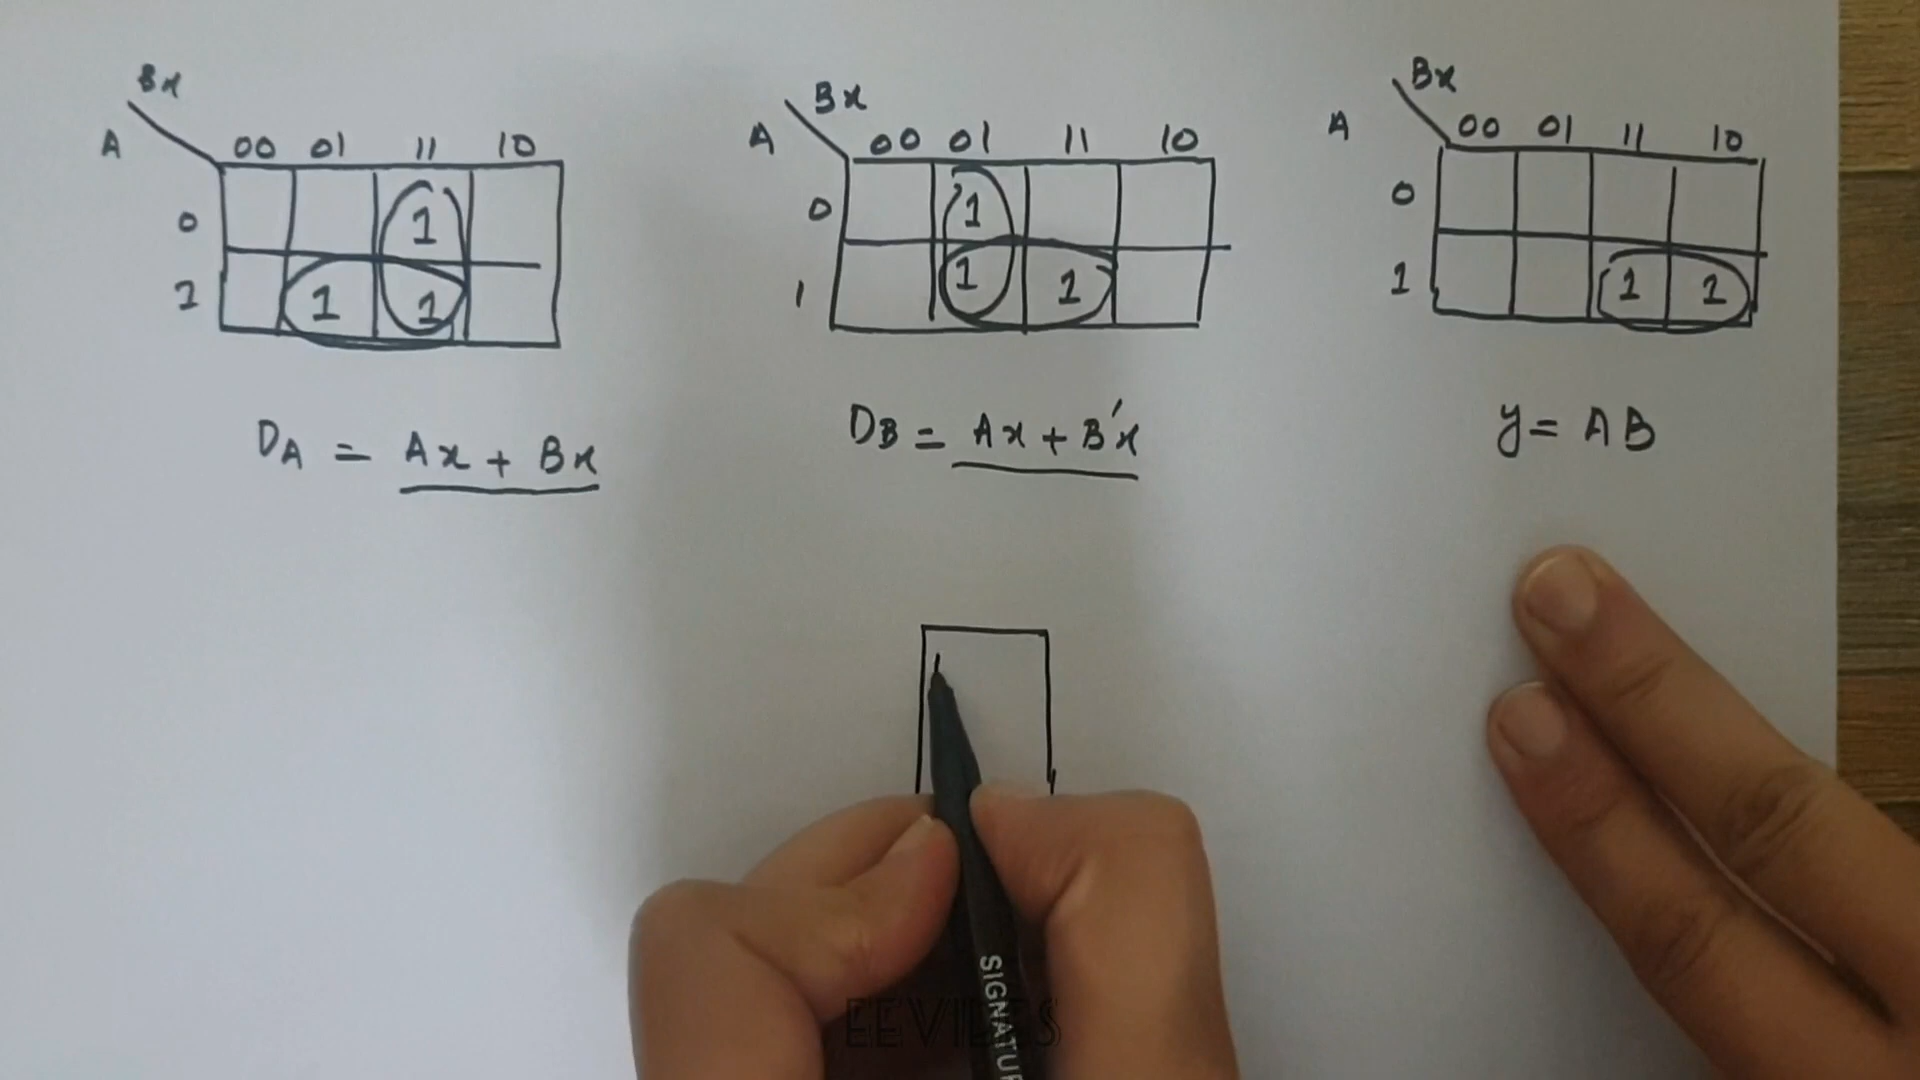 Bx
A 00 01 11 10
0 1
1 1 1
DA = Ax + Bx
Bx
A 00 01 11 10
0 1
1 1 1
DB = Ax + B'x
Bx
A 00 01 11 10
0
1 1 1
y = AB